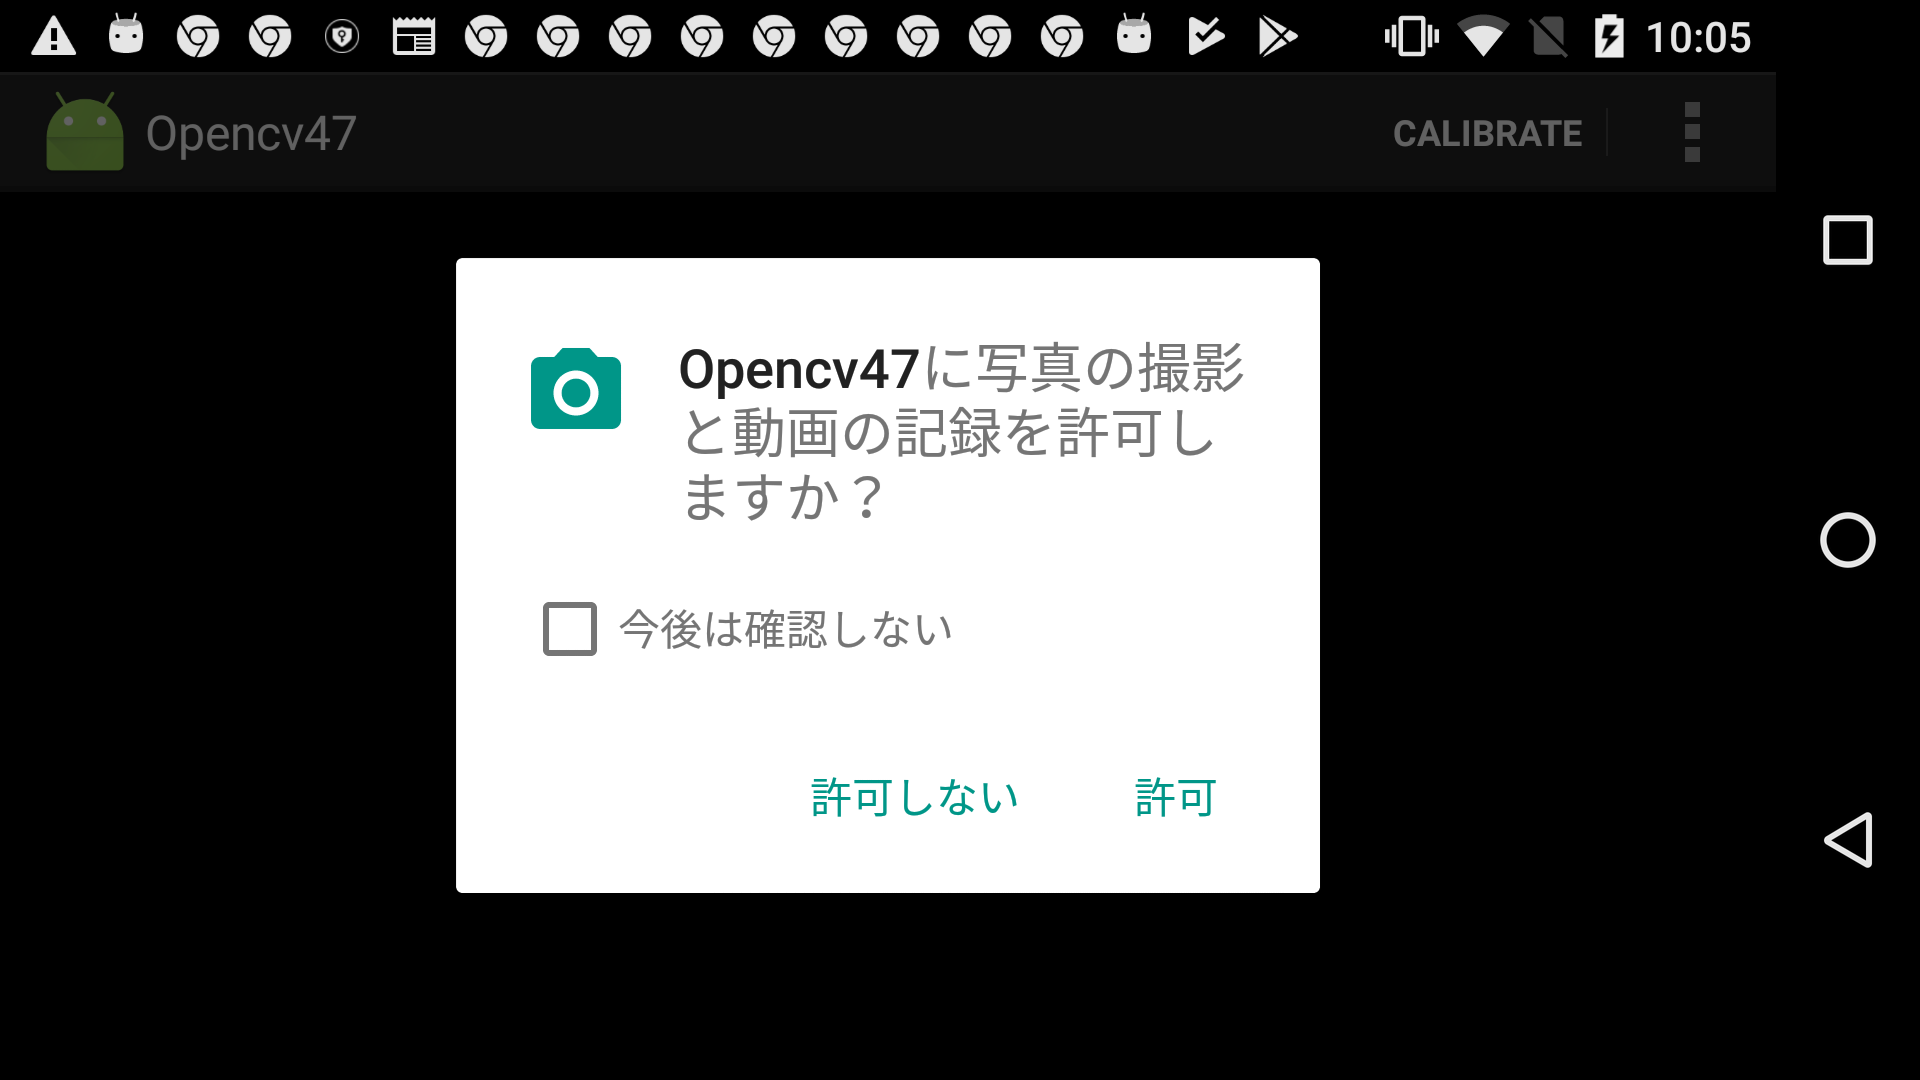 10:05
Opencv47
CALIBRATE
Opencv47に写真の撮影
と動画の記録を許可し
ますか？
今後は確認しない
許可しない
許可